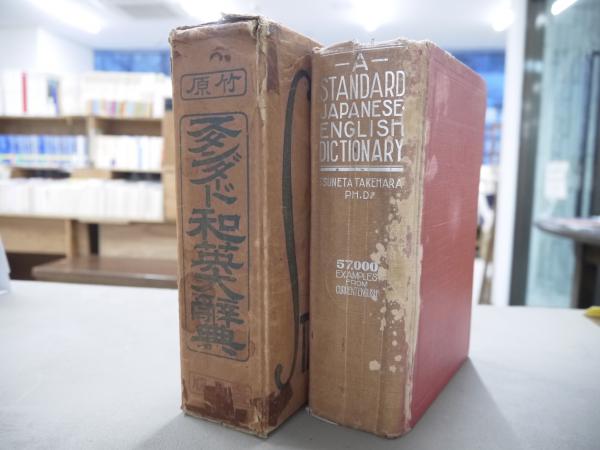 竹原
スタンダード和英大辭典
A
STANDARD
JAPANESE-
ENGLISH
DICTIONARY
TSUNETA TAKEHARA
PH.D.
57,000
EXAMPLES
FROM
CURRENT ENGLISH